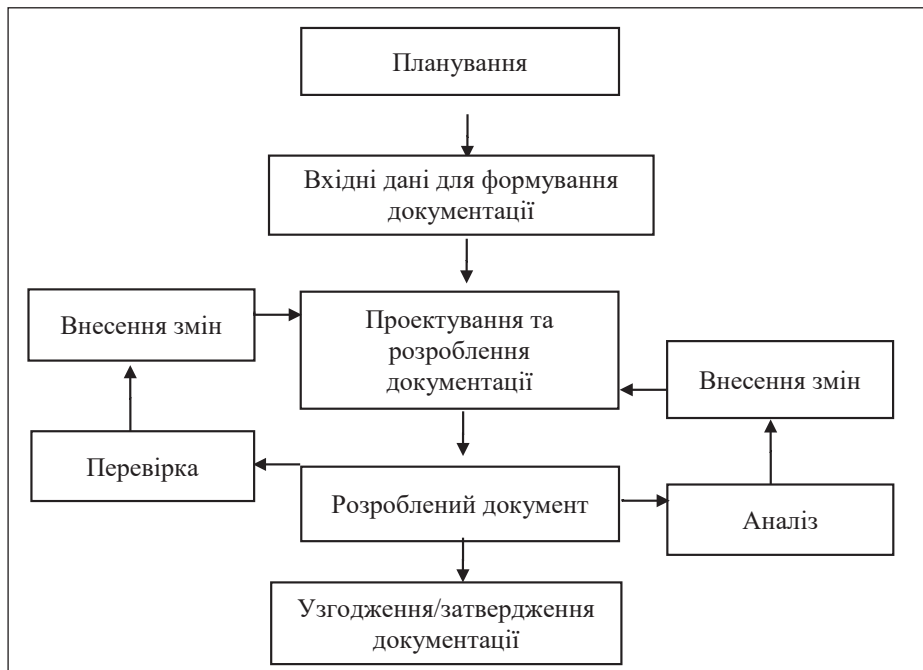 Планування
Вхідні дані для формування
документації
Внесення змін
Проектування та
розроблення
документації
Внесення змін
Перевірка
Розроблений документ
Аналіз
Узгодження/затвердження
документації